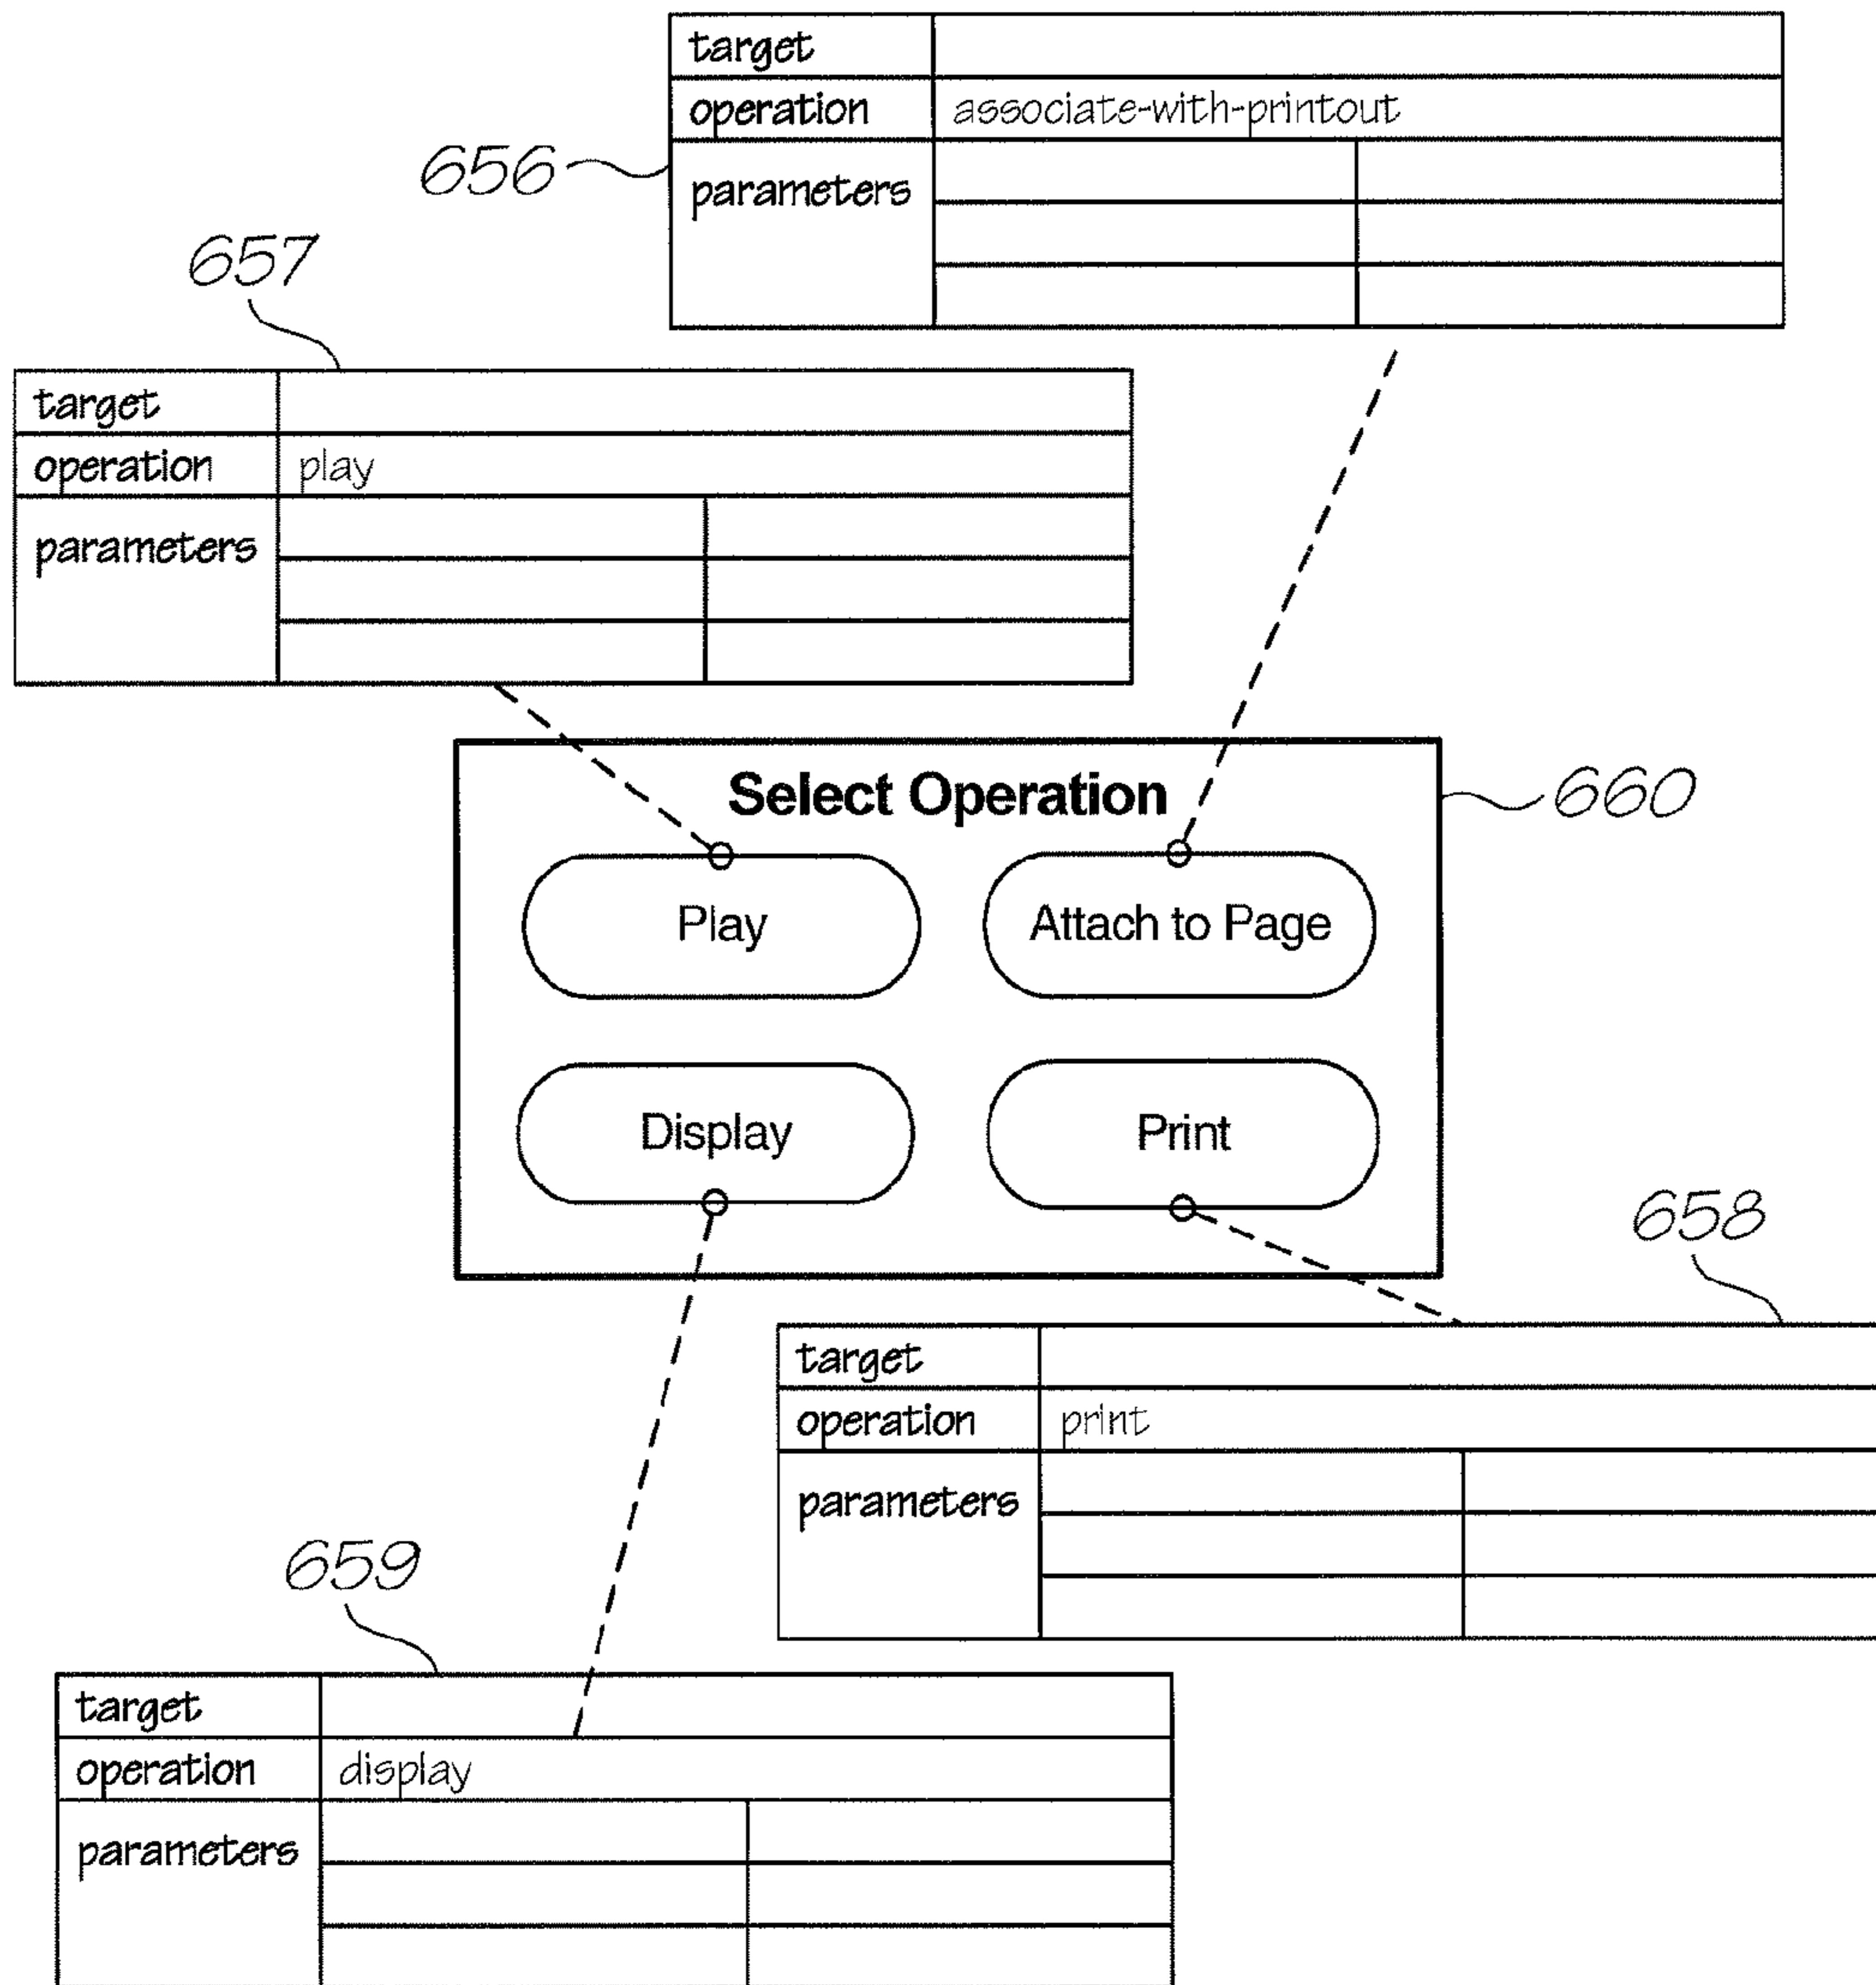 target
operation associate-with-printout
656
parameters
657
target
operation play
parameters
Select Operation
660
Play Attach to Page
Display Print
658
target
operation print
parameters
659
target
operation display
parameters